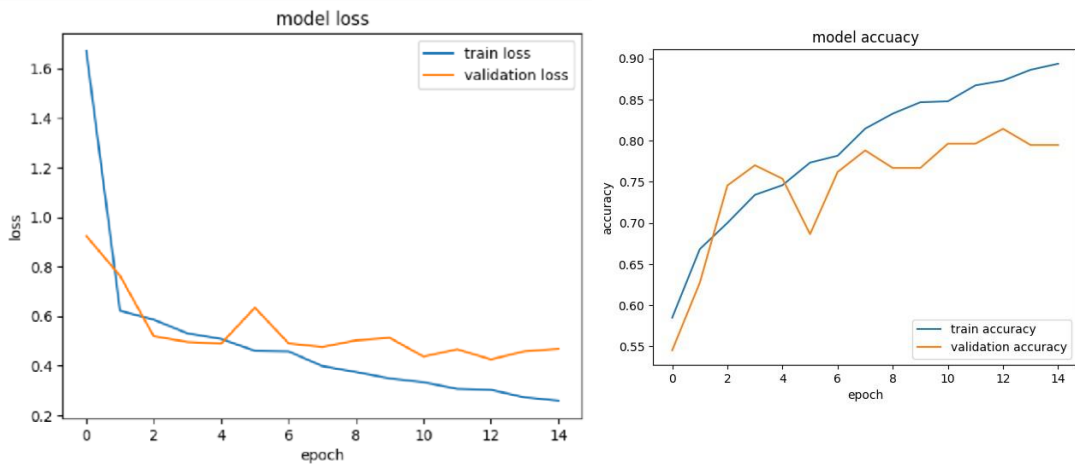 model loss
train loss
validation loss
1.6
1.4
1.2
1.0
0.8
0.6
0.4
0.2
loss
0 2 4 6 8 10 12 14
epoch
model accuacy
0.90
0.85
0.80
0.75
0.70
0.65
0.60
0.55
accuracy
train accuracy
validation accuracy
0 2 4 6 8 10 12 14
epoch